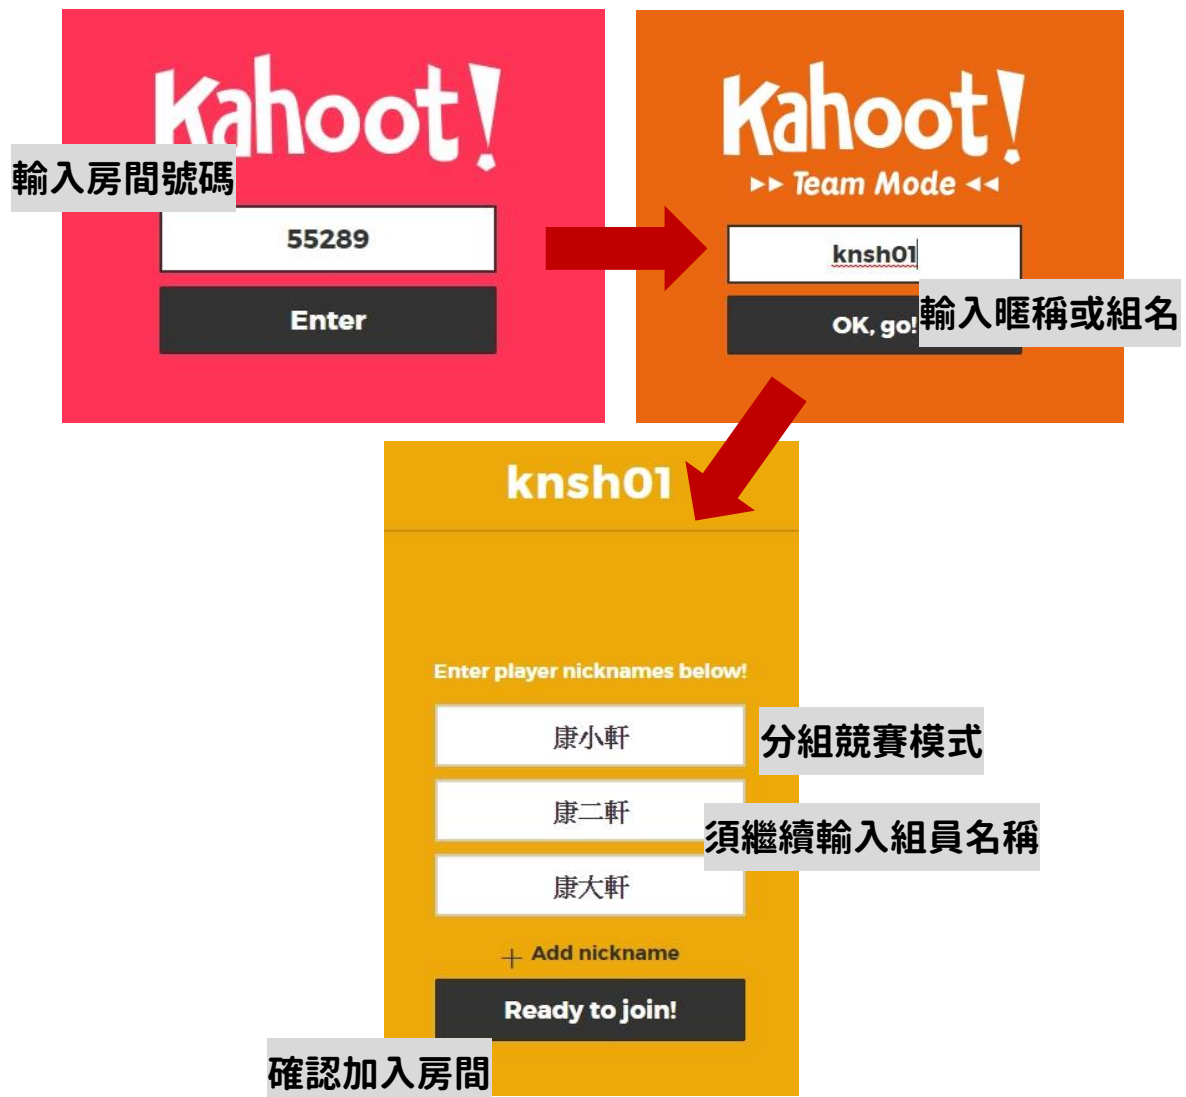 Kahoot!
輸入房間號碼
55289
Enter
Kahoot!
Team Mode
knsh01
OK, go!
輸入暱稱或組名
knsh01
Enter player nicknames below!
康小軒
分組競賽模式
康二軒
須繼續輸入組員名稱
康大軒
+ Add nickname
Ready to join!
確認加入房間